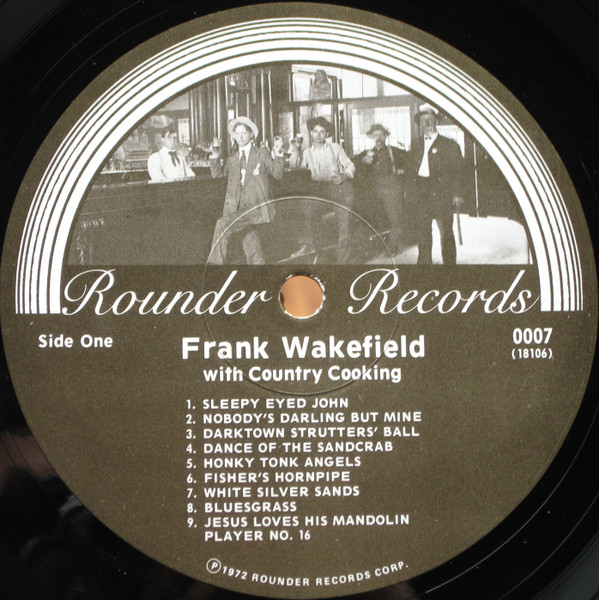 Rounder Records
Side One
Frank Wakefield
with Country Cooking
0007
(18106)
1. SLEEPY EYED JOHN
2. NOBODY'S DARLING BUT MINE
3. DARKTOWN STRUTTERS' BALL
4. DANCE OF THE SANDCRAB
5. HONKY TONK ANGELS
6. FISHER'S HORNPIPE
7. WHITE SILVER SANDS
8. BLUESGRASS
9. JESUS LOVES HIS MANDOLIN
PLAYER NO. 16
Ⓟ1972 ROUNDER RECORDS CORP.